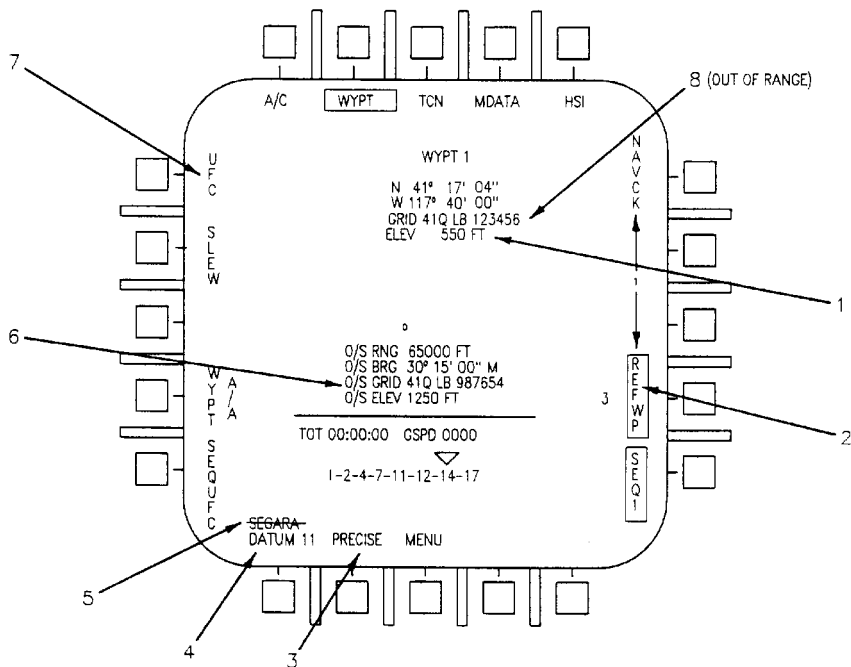 7
A/C WYPT TCN MDATA HSI
8 (OUT OF RANGE)
UFC
WYPT 1
NAVCK
N 41° 17' 04"
W 117° 40' 00"
GRID 41Q LB 123456
ELEV 550 FT
SLEW
1
1
6
O/S RNG 65000 FT
O/S BRG 30° 15' 00" M
O/S GRID 41Q LB 987654
O/S ELEV 1250 FT
WYPT
A/A
3
REFWP
2
TOT 00:00:00 GSPD 0000
1-2-4-7-11-12-14-17
SEQUFC
SEQ1
SEGARA
DATUM 11 PRECISE MENU
5
4
3